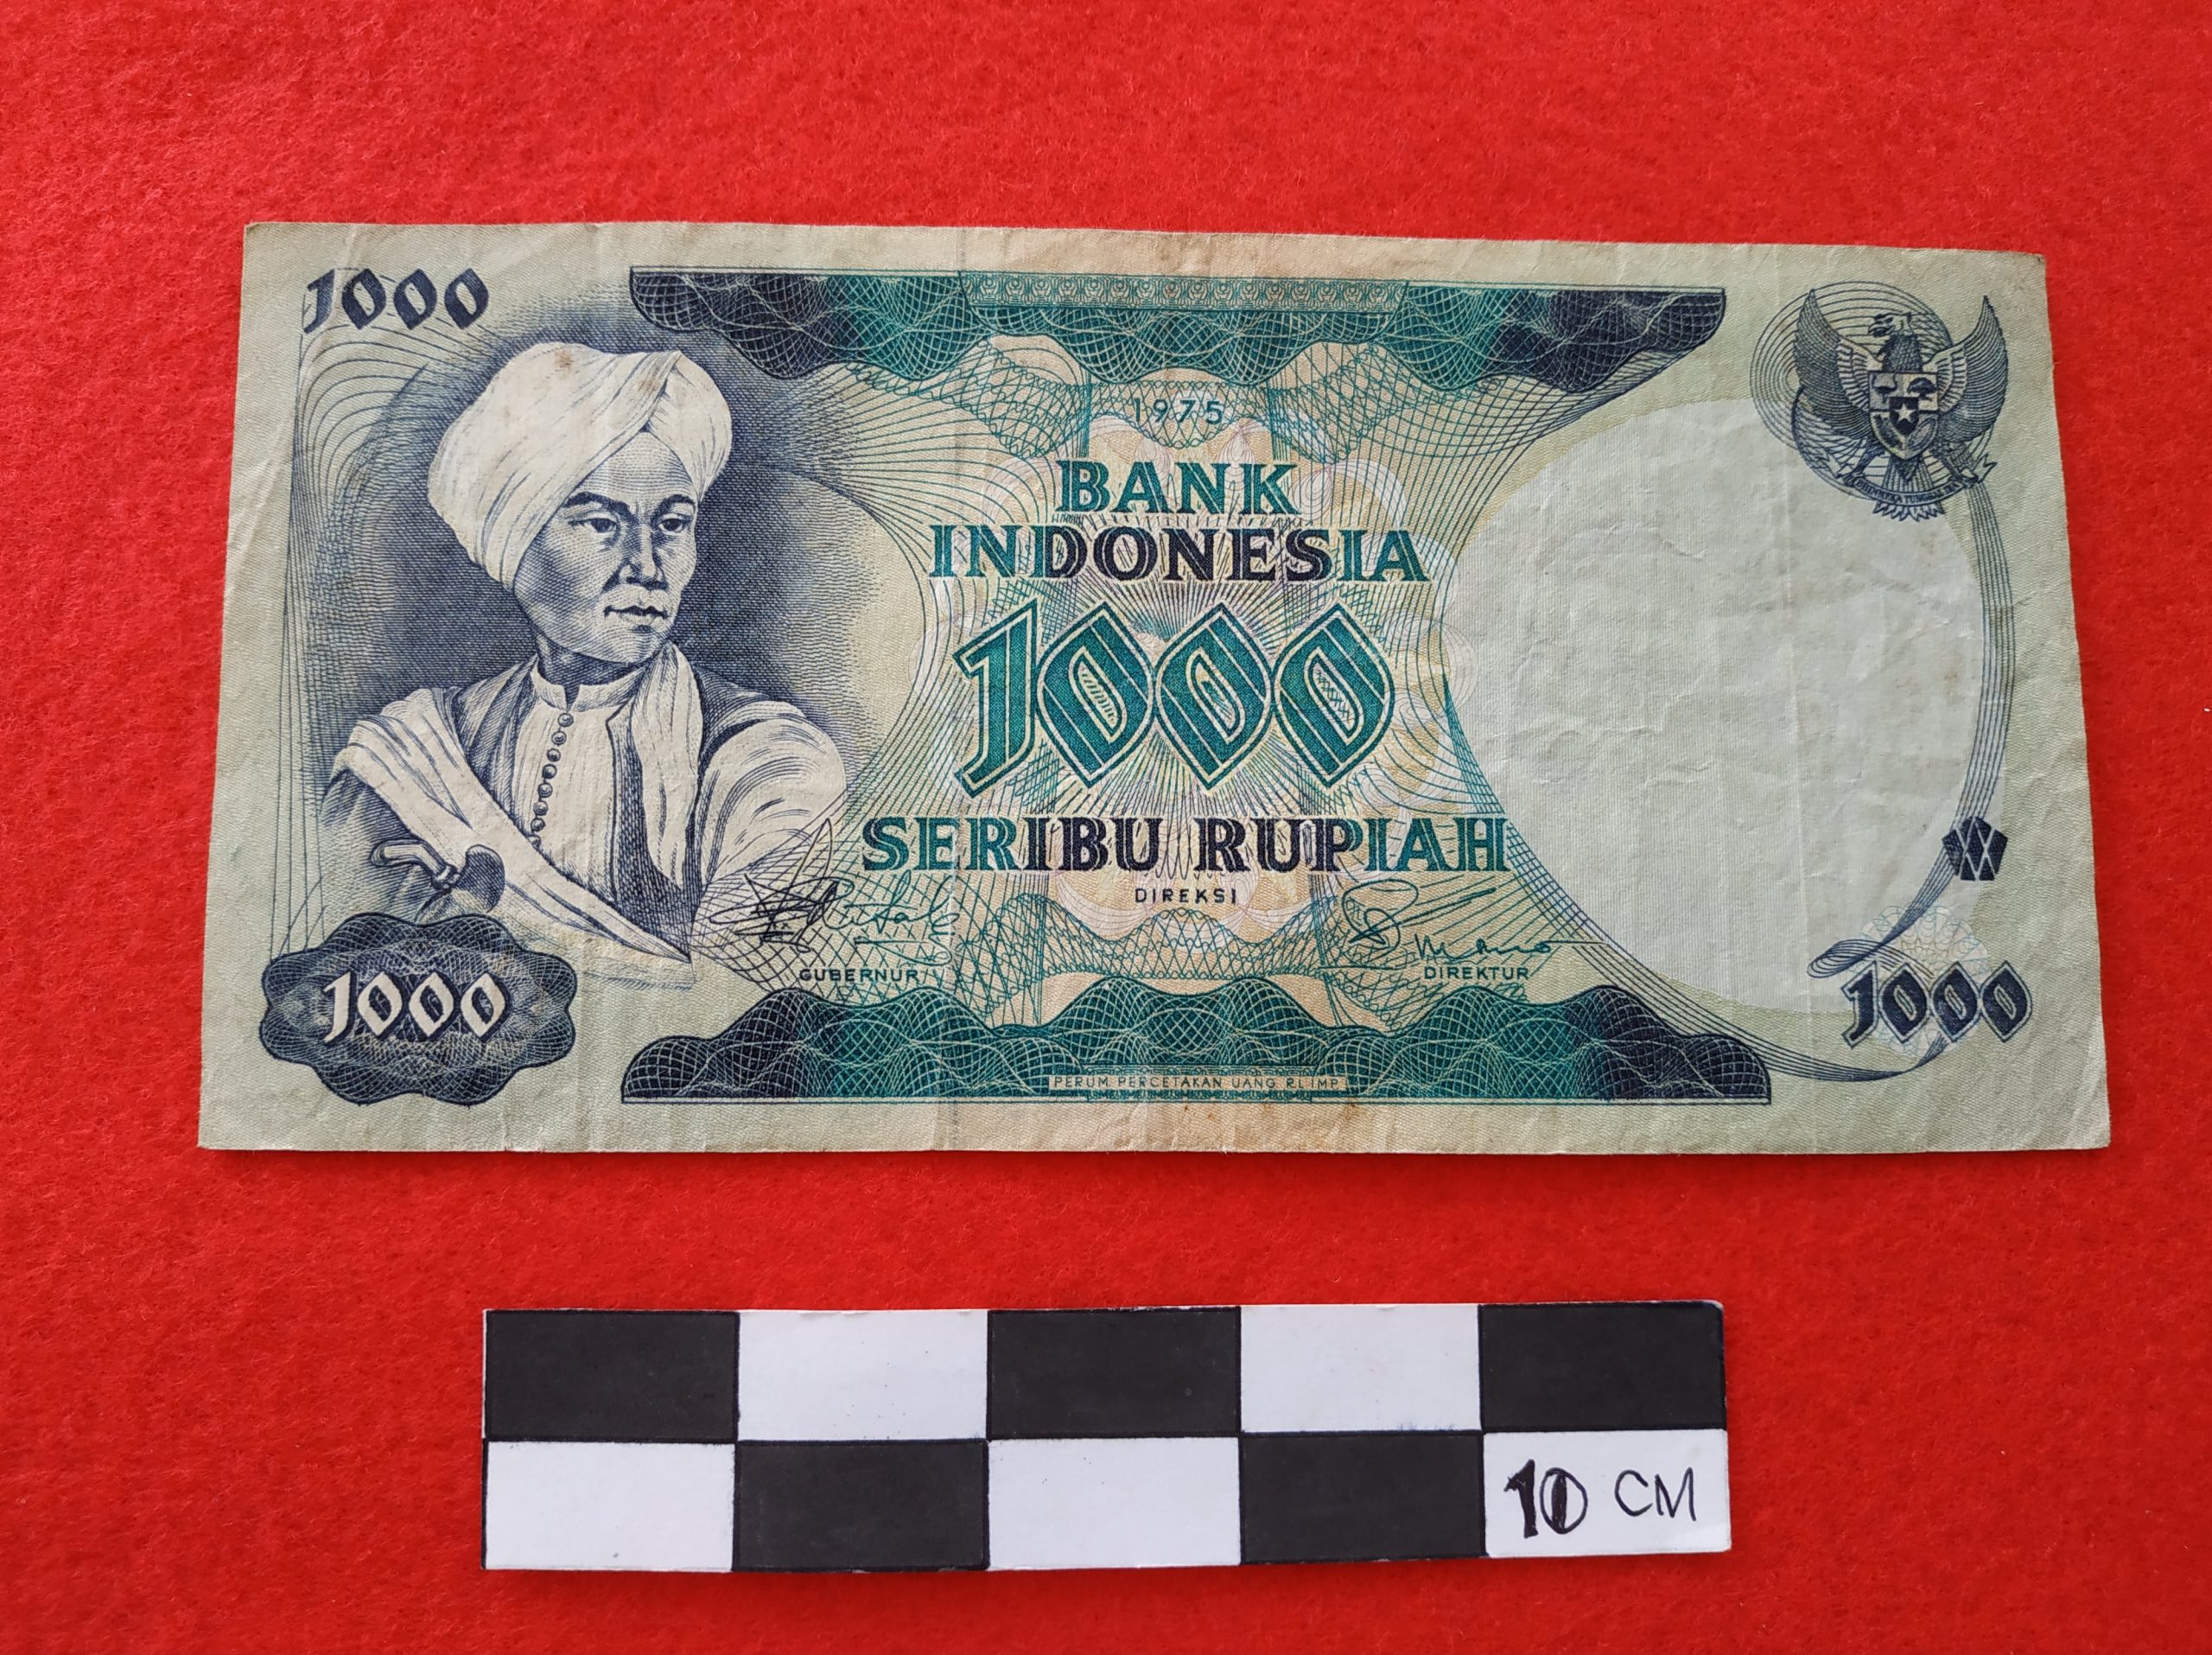 1000
1975
BANK
INDONESIA
1000
SERIBU RUPIAH
DIREKSI
GUBERNUR
DIREKTUR
1000
1000
PERUM PERCETAKAN UANG R.I. IMP.
10 CM